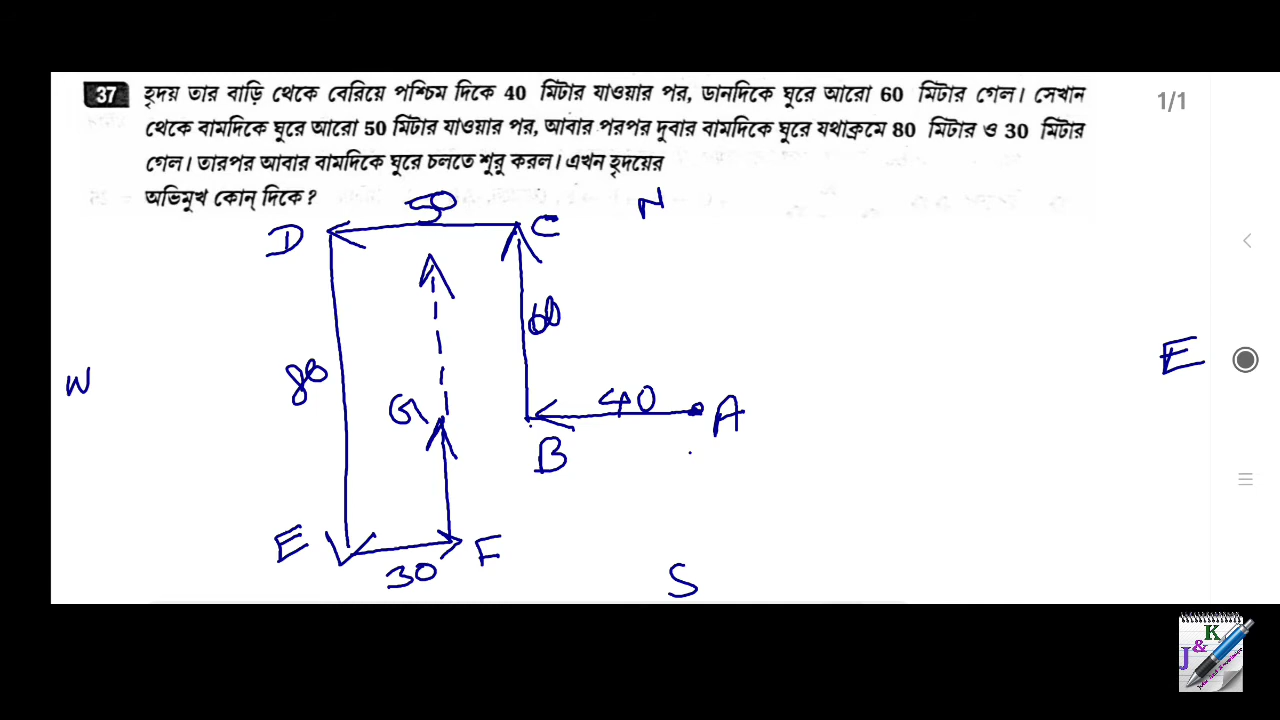 37 হৃদয় তার বাড়ি থেকে বেরিয়ে পশ্চিম দিকে 40 মিটার যাওয়ার পর, ডানদিকে ঘুরে আরো 60 মিটার গেল। সেখান
1/1
থেকে বামদিকে ঘুরে আরো 50 মিটার যাওয়ার পর, আবার পরপর দুবার বামদিকে ঘুরে যথাক্রমে 80 মিটার ও 30 মিটার
গেল। তারপর আবার বামদিকে ঘুরে চলতে শুরু করল। এখন হৃদয়ের
অভিমুখ কোন্ দিকে?
50
N
D
C
60
E
W
80
G
40
A
B
E
F
30
S
J & K